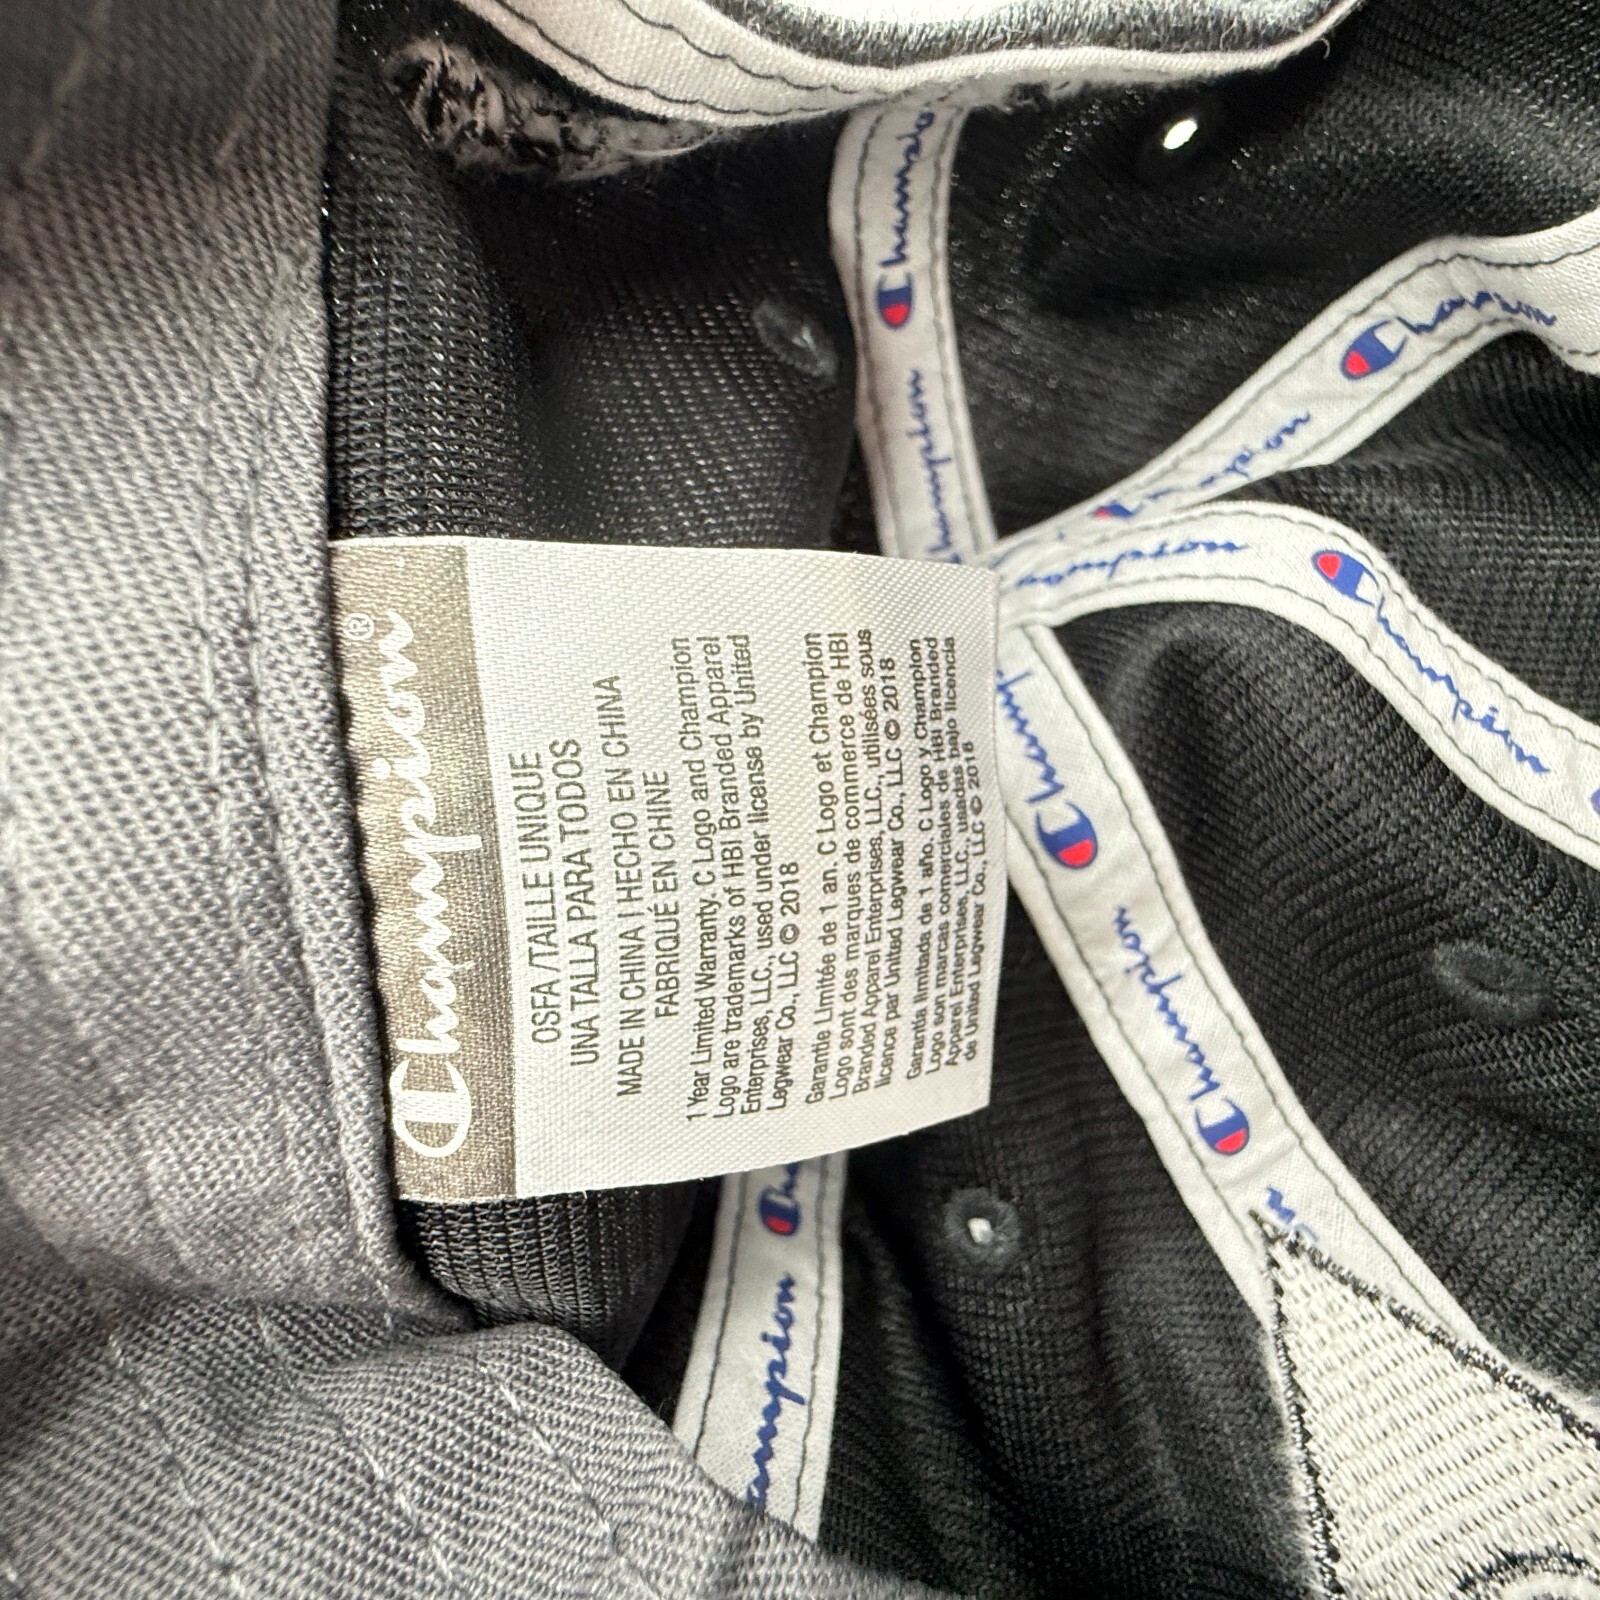 Champion®
OSFA /TAILLE UNIQUE
UNA TALLA PARA TODOS
MADE IN CHINA I HECHO EN CHINA
FABRIQUÉ EN CHINE
1 Year Limited Warranty. C Logo and Champion
Logo are trademarks of HBI Branded Apparel
Enterprises, LLC., used under license by United
Legwear Co., LLC © 2018
Garantie Limitée de 1 an. C Logo et Champion
Logo sont des marques de commerce de HBI
Branded Apparel Enterprises, LLC., utilisées sous
licence par United Legwear Co., LLC © 2018
Garantía limitada de 1 año. C Logo y Champion
Logo son marcas comerciales de HBI Branded
Apparel Enterprises, LLC., usadas bajo licencia
de United Legwear Co., LLC © 2018
Champion
Champion
Champion
Champion
Champion
Champion